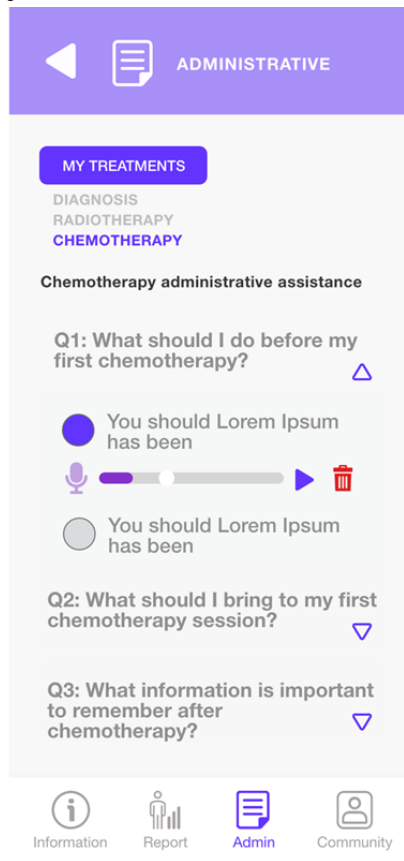 ADMINISTRATIVE
MY TREATMENTS
DIAGNOSIS
RADIOTHERAPY
CHEMOTHERAPY
Chemotherapy administrative assistance
Q1: What should I do before my
first chemotherapy?
You should Lorem Ipsum
has been
You should Lorem Ipsum
has been
Q2: What should I bring to my first
chemotherapy session?
Q3: What information is important
to remember after
chemotherapy?
Information
Report
Admin
Community